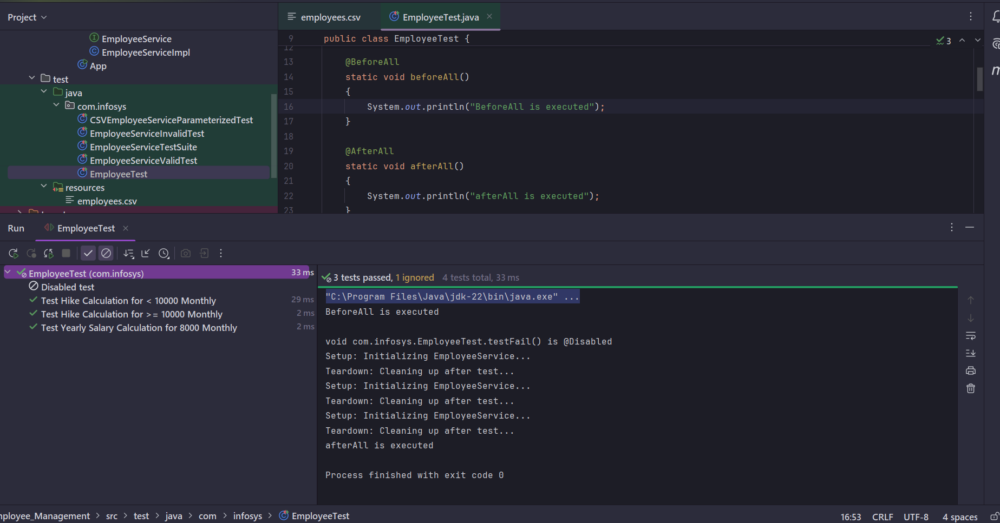 Project
employees.csv
EmployeeTest.java
EmployeeService
EmployeeServiceImpl
App
test
java
com.infosys
CSVEmployeeServiceParameterizedTest
EmployeeServiceInvalidTest
EmployeeServiceTestSuite
EmployeeServiceValidTest
EmployeeTest
resources
employees.csv
9 public class EmployeeTest {
3
12
13 @BeforeAll
14 static void beforeAll()
15 {
16 System.out.println("BeforeAll is executed");
17 }
18
19 @AfterAll
20 static void afterAll()
21 {
22 System.out.println("afterAll is executed");
23 }
Run EmployeeTest
EmployeeTest (com.infosys) 33 ms
Disabled test
Test Hike Calculation for < 10000 Monthly 29 ms
Test Hike Calculation for >= 10000 Monthly 2 ms
Test Yearly Salary Calculation for 8000 Monthly 2 ms
3 tests passed, 1 ignored 4 tests total, 33 ms
"C:\Program Files\Java\jdk-22\bin\java.exe" ...
BeforeAll is executed
void com.infosys.EmployeeTest.testFail() is @Disabled
Setup: Initializing EmployeeService...
Teardown: Cleaning up after test...
Setup: Initializing EmployeeService...
Teardown: Cleaning up after test...
Setup: Initializing EmployeeService...
Teardown: Cleaning up after test...
afterAll is executed
Process finished with exit code 0
mployee_Management > src > test > java > com > infosys > EmployeeTest
16:53 CRLF UTF-8 4 spaces